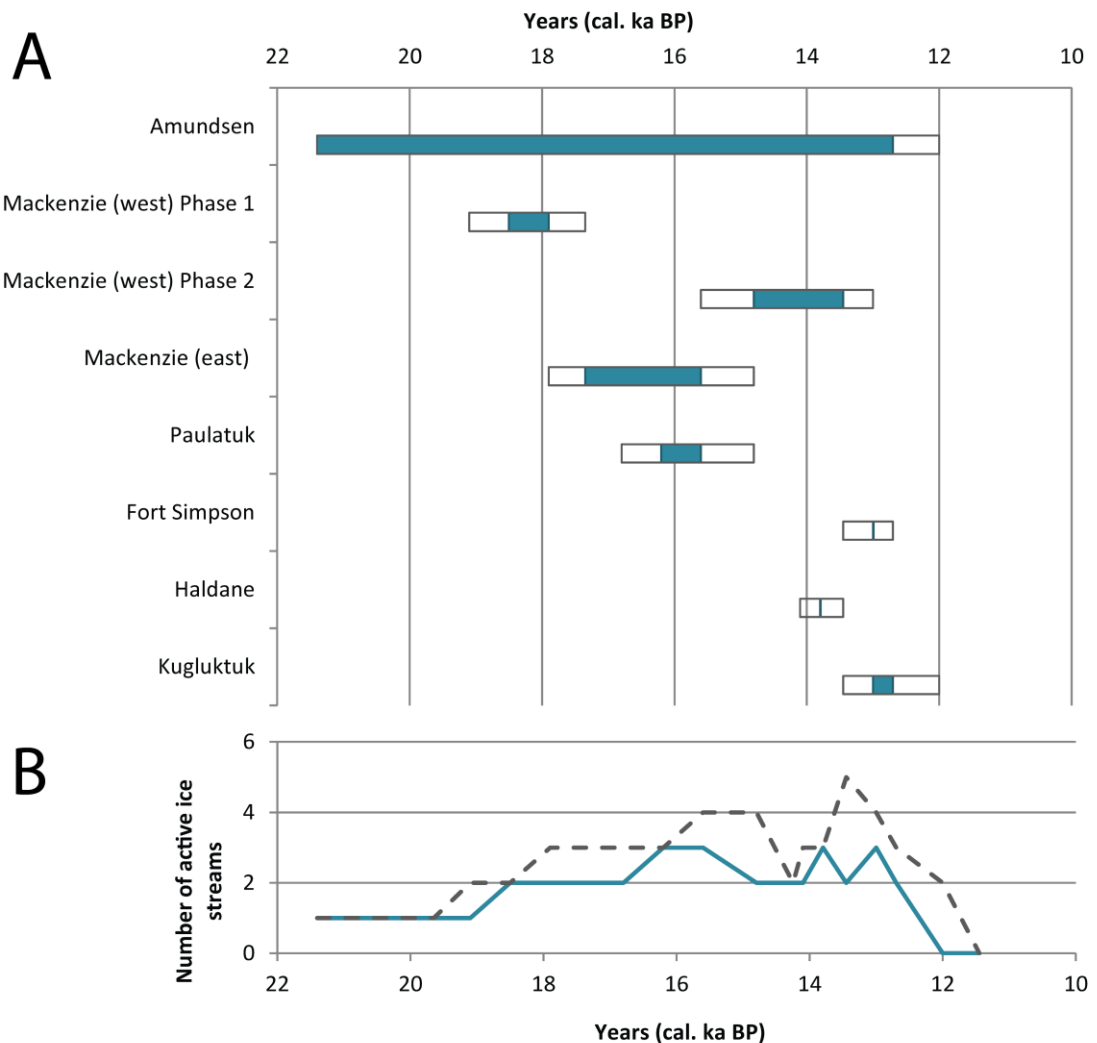 A
Years (cal. ka BP)
22 20 18 16 14 12 10
Amundsen
Mackenzie (west) Phase 1
Mackenzie (west) Phase 2
Mackenzie (east)
Paulatuk
Fort Simpson
Haldane
Kugluktuk
B
Number of active ice
streams
6
4
2
0
22 20 18 16 14 12 10
Years (cal. ka BP)